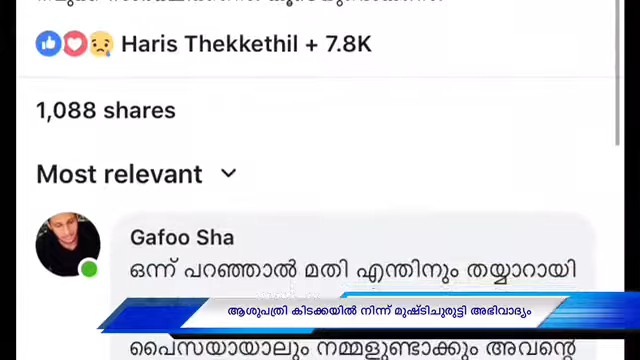 Haris Thekkethil + 7.8K
1,088 shares
Most relevant
Gafoo Sha
ഒന്ന് പറഞ്ഞാൽ മതി എന്തിനും തയ്യാറായി
ആശുപത്രി കിടക്കയിൽ നിന്ന് മുഷ്ടിചുരുട്ടി അഭിവാദ്യം
പൈസയായാലും നമ്മളുണ്ടാക്കും അവന്റെ